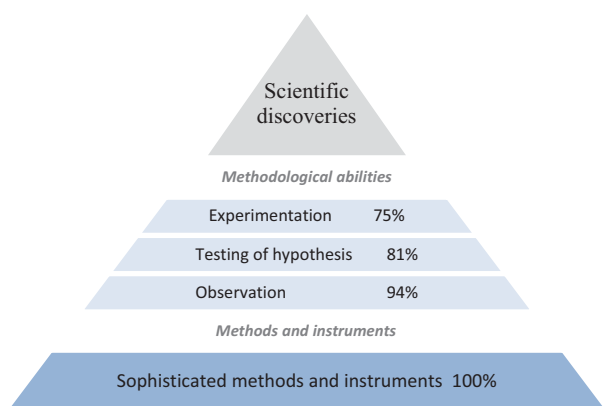 Scientific
discoveries
Methodological abilities
Experimentation 75%
Testing of hypothesis 81%
Observation 94%
Methods and instruments
Sophisticated methods and instruments 100%